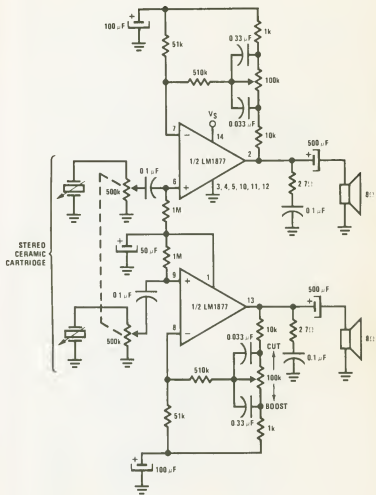 100 µF
51k
0 33 µF
1k
510k
100k
0 033 µF
10k
VS
14
7
2
500 µF
0 1 µF
6
1/2 LM1877
3, 4, 5, 10, 11, 12
2 7Ω
8Ω
500k
1M
0 1 µF
STEREO
CERAMIC
CARTRIDGE
50 µF
1M
9
1
0 1 µF
1/2 LM1877
13
500 µF
8
10k
2 7Ω
8Ω
500k
0 033 µF
CUT
0.1 µF
510k
100k
BOOST
51k
0 33 µF
1k
100 µF